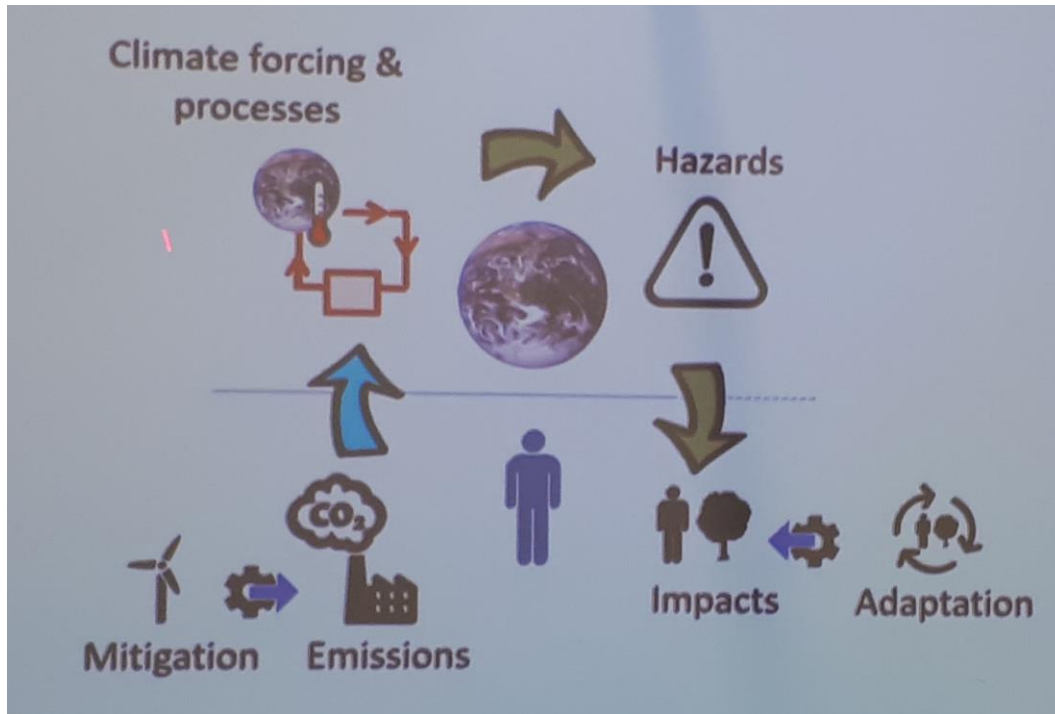 Climate forcing &
processes
Hazards
CO₂
Impacts
Adaptation
Mitigation
Emissions